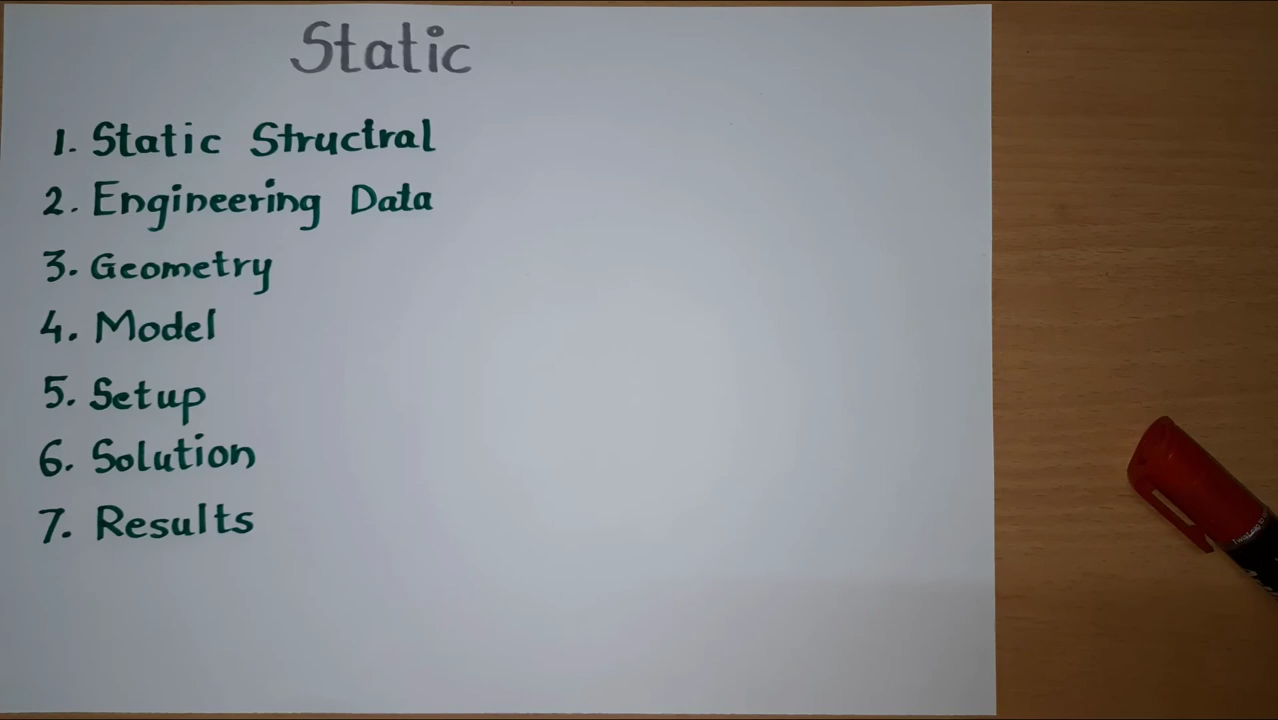 Static
1. Static Structral
2. Engineering Data
3. Geometry
4. Model
5. Setup
6. Solution
7. Results